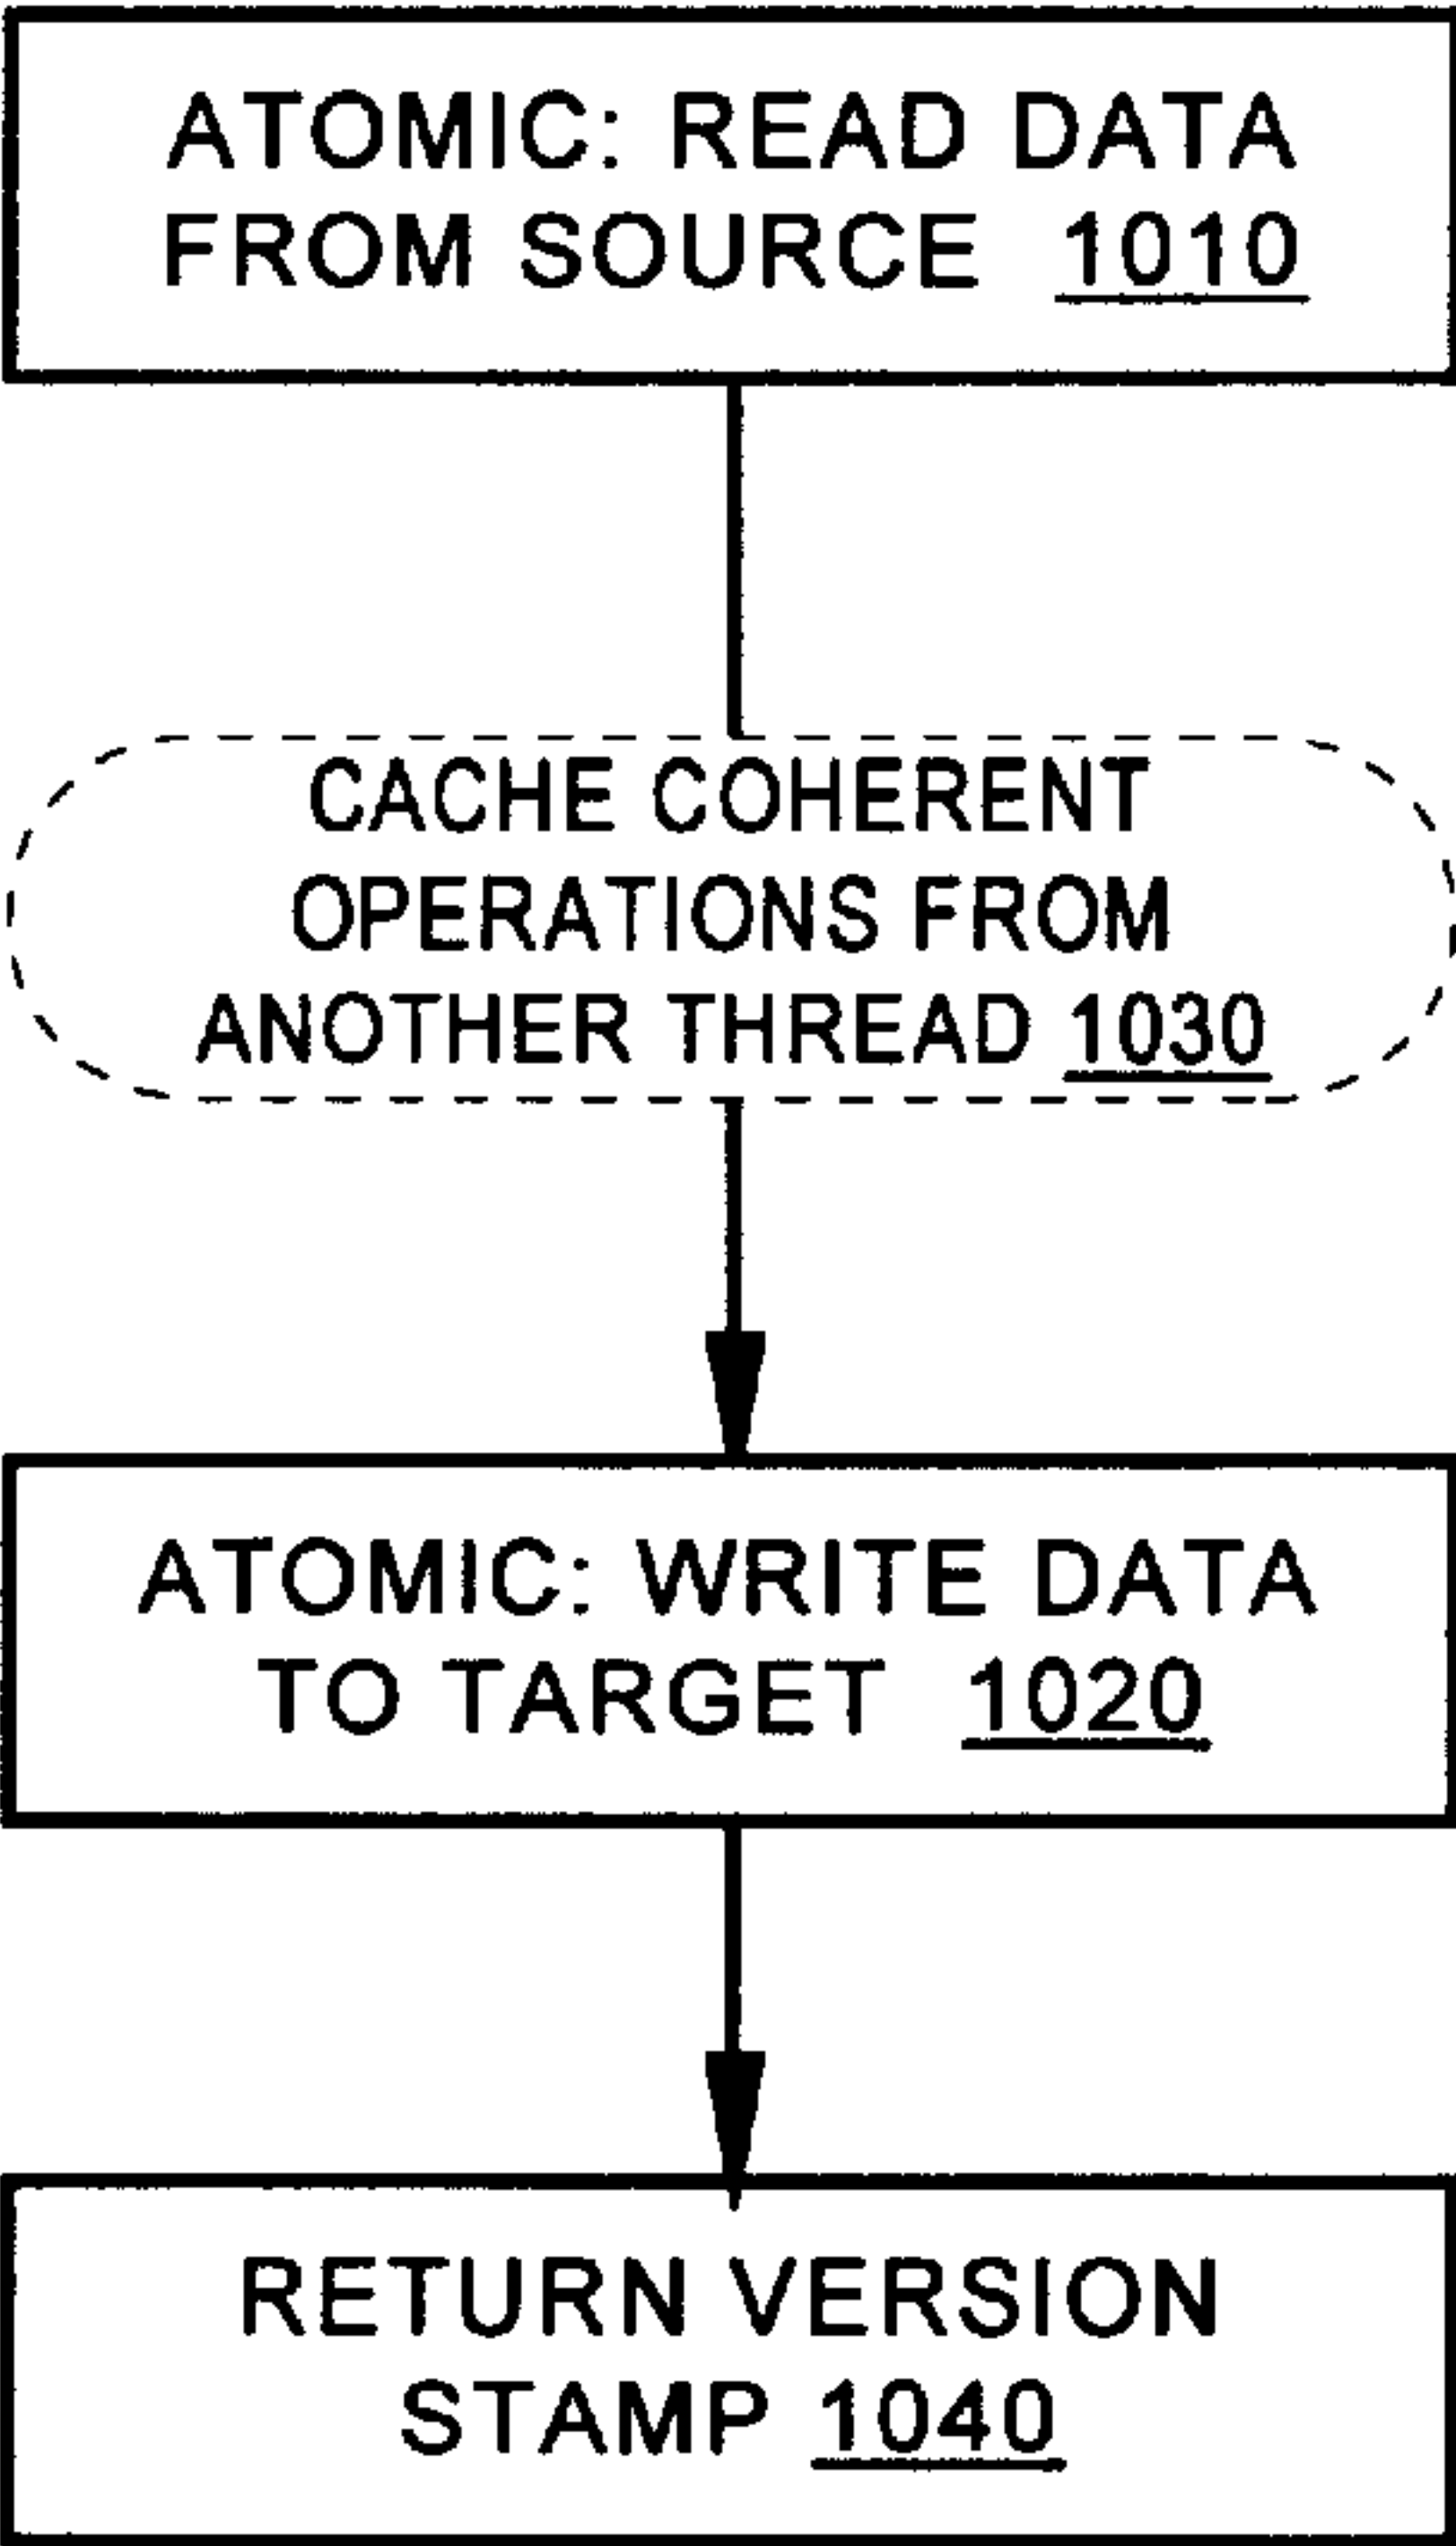 ATOMIC: READ DATA
FROM SOURCE 1010
CACHE COHERENT
OPERATIONS FROM
ANOTHER THREAD 1030
ATOMIC: WRITE DATA
TO TARGET 1020
RETURN VERSION
STAMP 1040